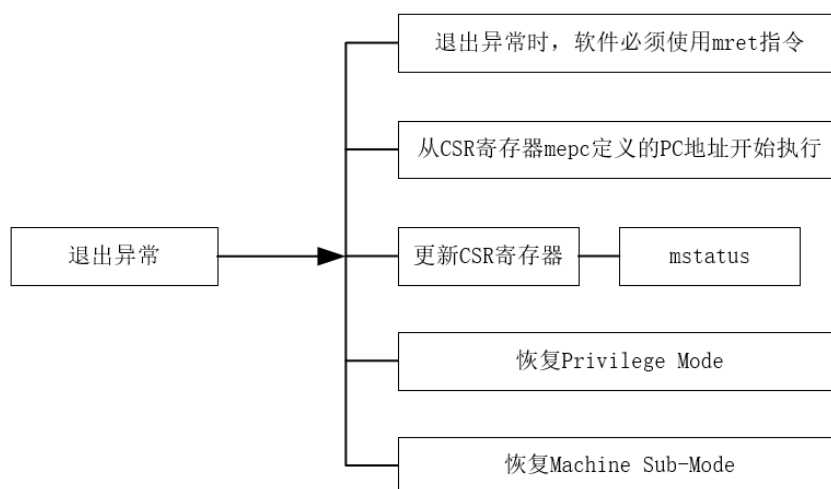 退出异常时，软件必须使用mret指令
从CSR寄存器mepc定义的PC地址开始执行
退出异常
更新CSR寄存器
mstatus
恢复Privilege Mode
恢复Machine Sub-Mode